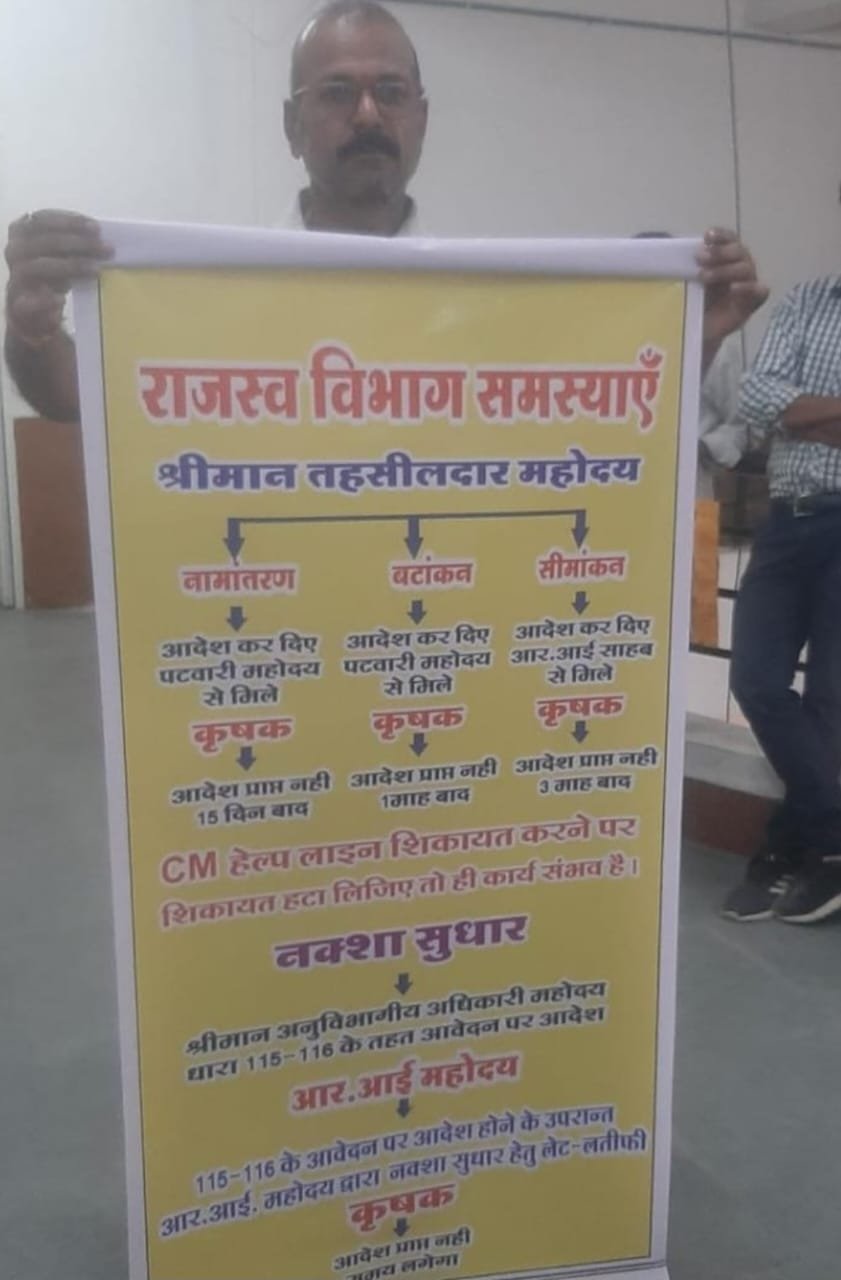 राजस्व विभाग समस्याएँ
श्रीमान तहसीलदार महोदय
नामांतरण
आदेश कर दिए
पटवारी महोदय
से मिले
कृषक
आदेश प्राप्त नही
15 दिन बाद
बटांकन
आदेश कर दिए
पटवारी महोदय
से मिले
कृषक
आदेश प्राप्त नही
1माह बाद
सीमांकन
आदेश कर दिए
आर.आई साहब
से मिले
कृषक
आदेश प्राप्त नही
3 माह बाद
CM हेल्प लाइन शिकायत करने पर
शिकायत हटा लिजिए तो ही कार्य संभव है।
नक्शा सुधार
श्रीमान अनुविभागीय अधिकारी महोदय
धारा 115-116 के तहत आवेदन पर आदेश
आर.आई महोदय
115-116 के आवेदन पर आदेश होने के उपरान्त
आर.आई. महोदय द्वारा नक्शा सुधार हेतु लेट-लतीफी
कृषक
आदेश प्राप्त नही
समय लगेगा